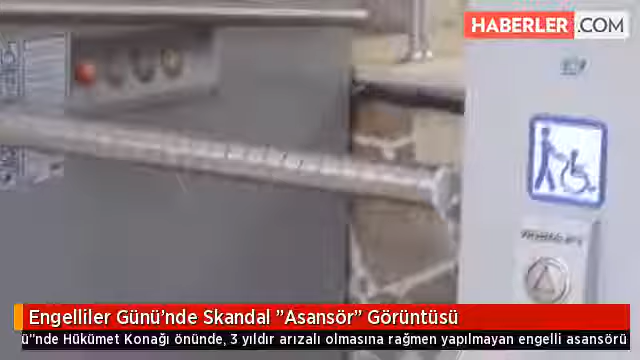 HABERLER.COM
Engelliler Günü’nde Skandal ”Asansör” Görüntüsü
ü''nde Hükümet Konağı önünde, 3 yıldır arızalı olmasına rağmen yapılmayan engelli asansörü